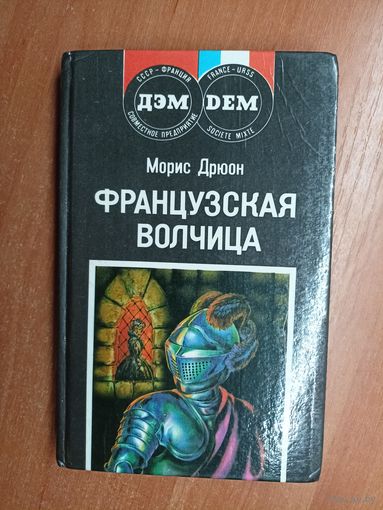 СССР - ФРАНЦИЯ
ДЭМ
СОВМЕСТНОЕ ПРЕДПРИЯТИЕ
FRANCE - URSS
DEM
SOCIETE MIXTE
Морис Дрюон
ФРАНЦУЗСКАЯ
ВОЛЧИЦА